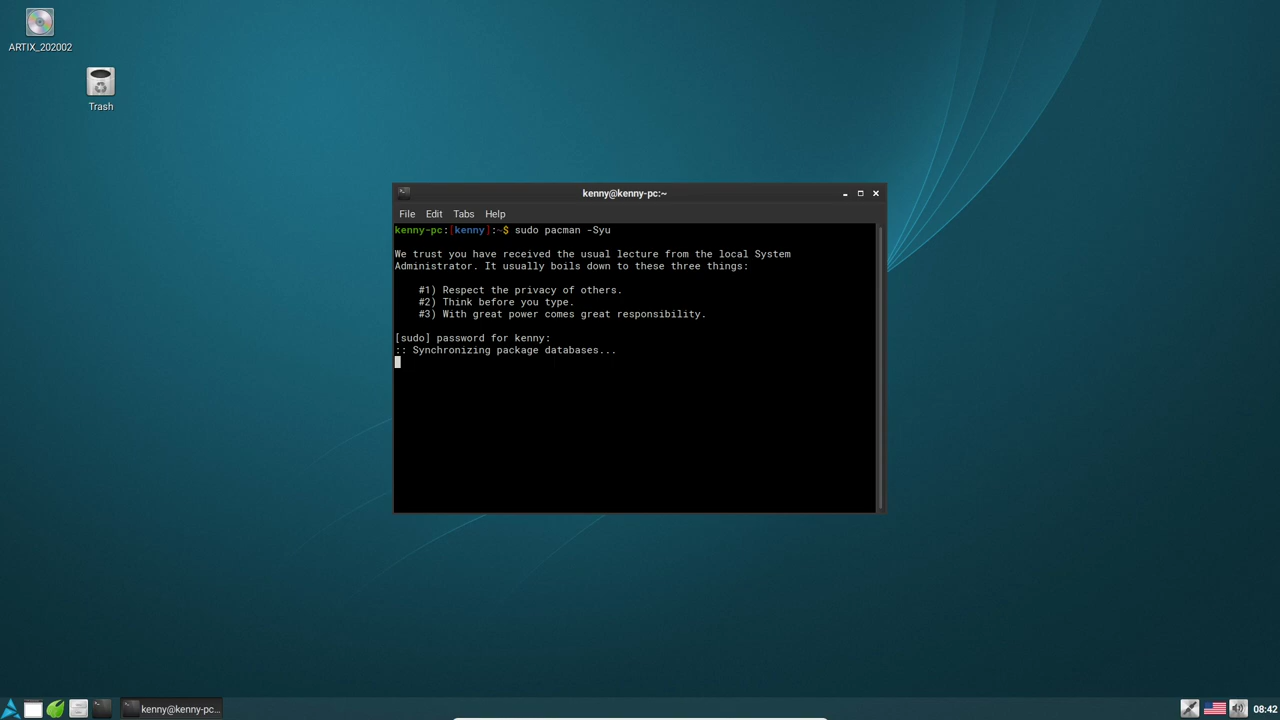 ARTIX_202002
Trash
kenny@kenny-pc:~
File Edit Tabs Help
kenny-pc:[kenny]:~$ sudo pacman -Syu
We trust you have received the usual lecture from the local System
Administrator. It usually boils down to these three things:
#1) Respect the privacy of others.
#2) Think before you type.
#3) With great power comes great responsibility.
[sudo] password for kenny:
:: Synchronizing package databases...
kenny@kenny-pc...
08:42